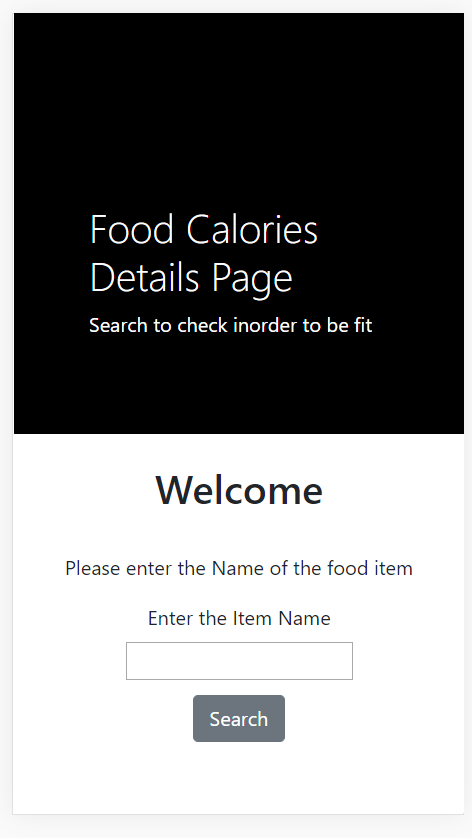 Food Calories
Details Page
Search to check inorder to be fit
Welcome
Please enter the Name of the food item
Enter the Item Name
Search